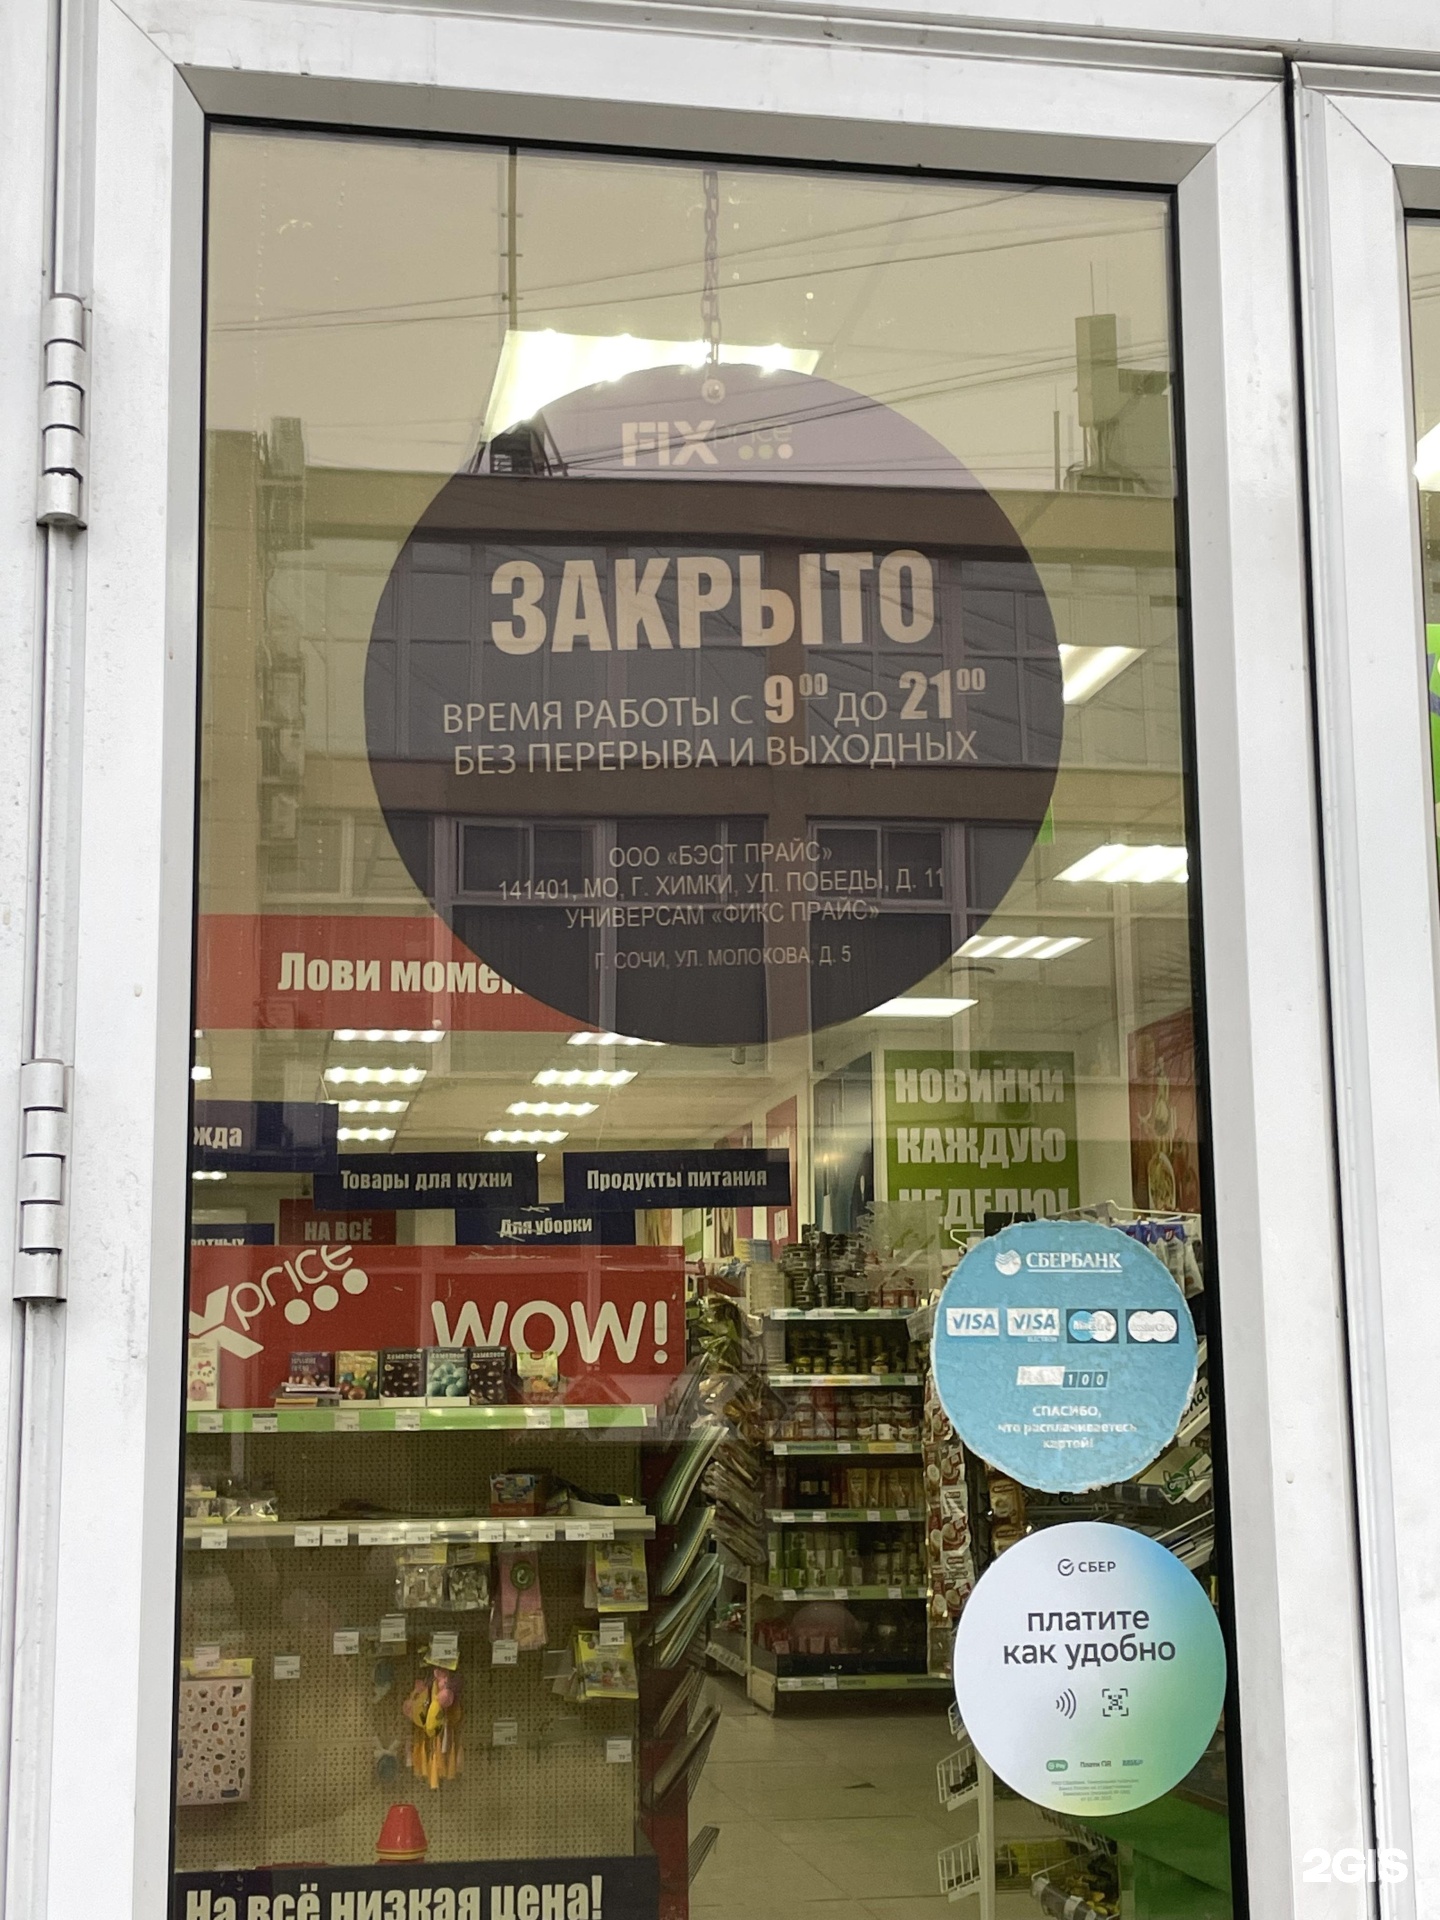 FIX price
ЗАКРЫТО
ВРЕМЯ РАБОТЫ С 9⁰⁰ ДО 21⁰⁰
БЕЗ ПЕРЕРЫВА И ВЫХОДНЫХ
ООО «БЭСТ ПРАЙС»
141401, МО, Г. ХИМКИ, УЛ. ПОБЕДЫ, Д. 11
УНИВЕРСАМ «ФИКС ПРАЙС»
Г. СОЧИ, УЛ. МОЛОКОВА, Д. 5
Лови момен
НОВИНКИ
КАЖДУЮ
НЕДЕЛЮ!
жда
Товары для кухни
Продукты питания
НА ВСЁ
Для уборки
X price
WOW!
СБЕРБАНК
VISA VISA
ELECTRON
100
СПАСИБО,
что расплачиваетесь
картой!
СБЕР
платите
как удобно
На всё низкая цена!
2GIS